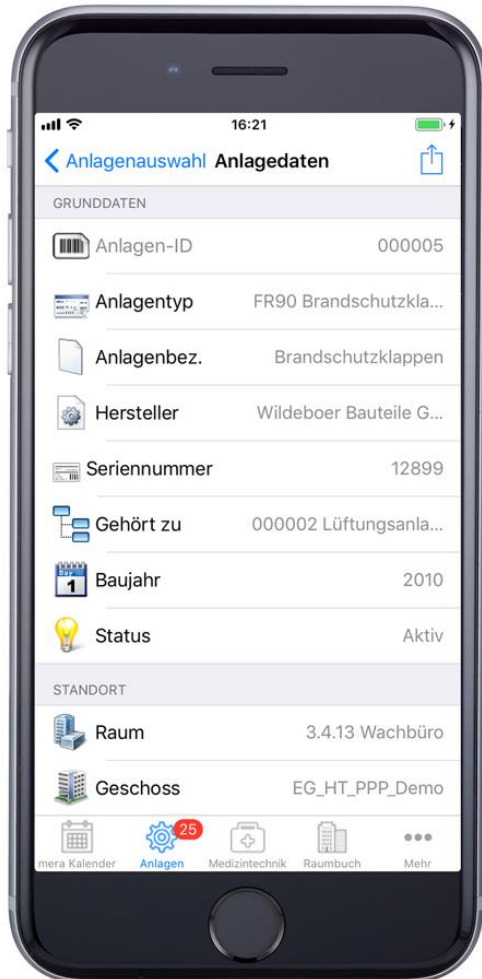 16:21
Anlagenauswahl Anlagedaten
GRUNDDATEN
Anlagen-ID 000005
Anlagentyp FR90 Brandschutzkla...
Anlagenbez. Brandschutzklappen
Hersteller Wildeboer Bauteile G...
Seriennummer 12899
Gehört zu 000002 Lüftungsanla...
Day
1
Baujahr 2010
Status Aktiv
STANDORT
Raum 3.4.13 Wachbüro
Geschoss EG_HT_PPP_Demo
25
mera Kalender Anlagen Medizintechnik Raumbuch Mehr